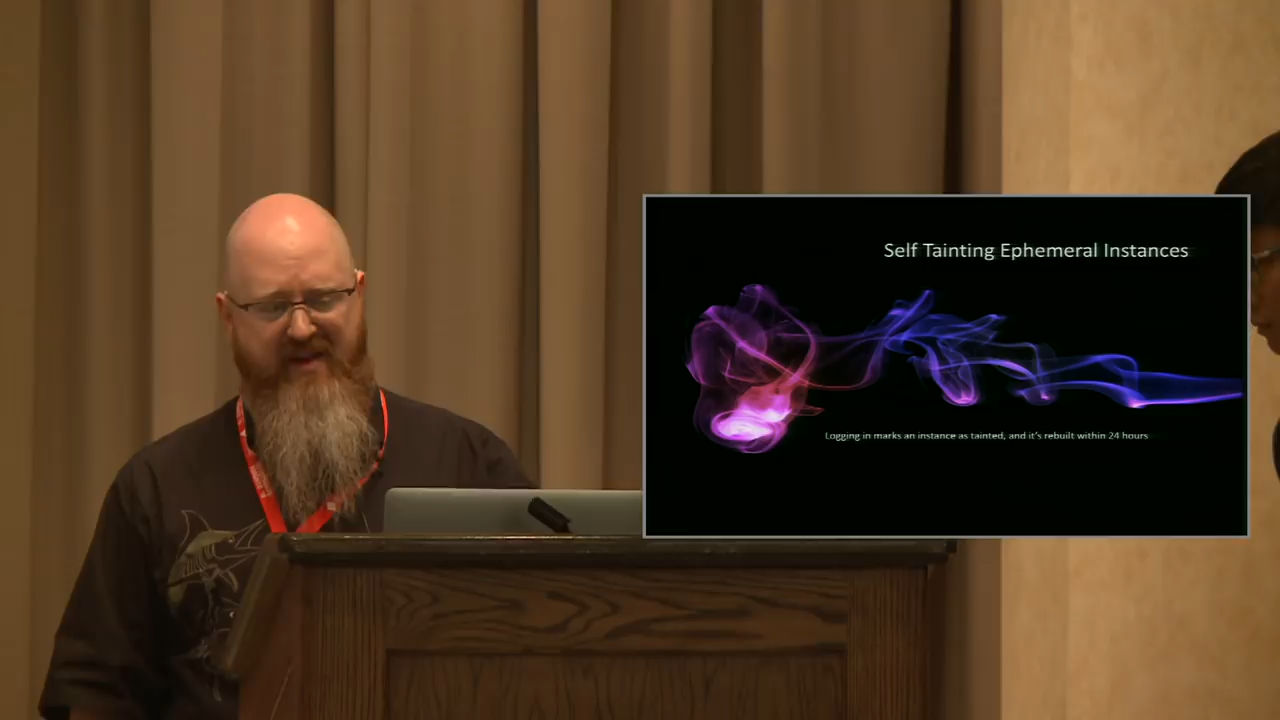 Self Tainting Ephemeral Instances
Logging in marks an instance as tainted, and it's rebuilt within 24 hours